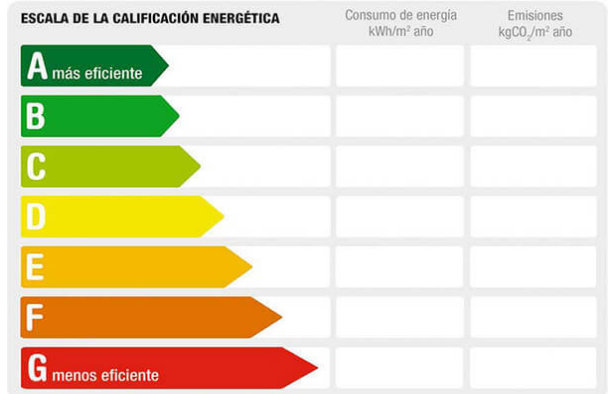 ESCALA DE LA CALIFICACIÓN ENERGÉTICA
Consumo de energía
kWh/m² año
Emisiones
kgCO₂/m² año
A más eficiente
B
C
D
E
F
G menos eficiente